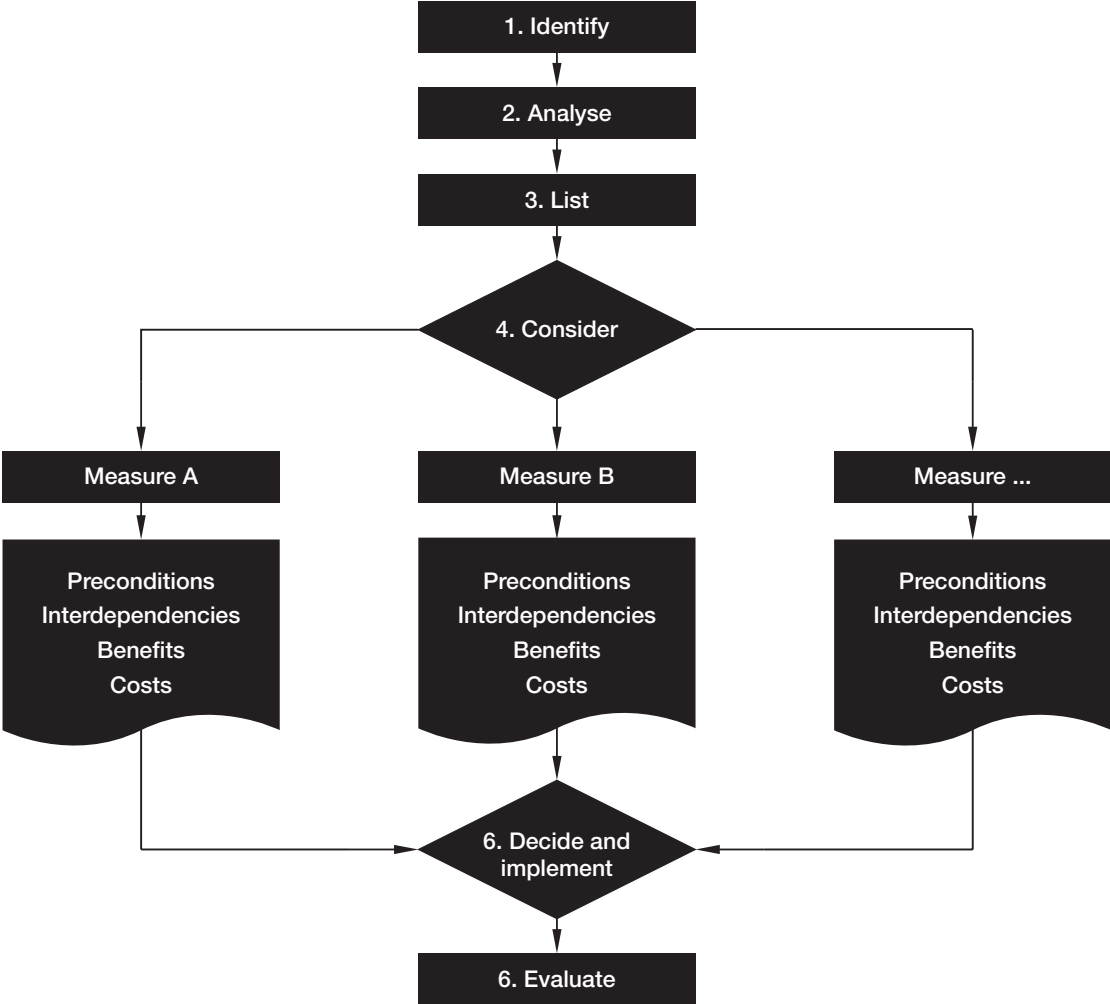 1. Identify
2. Analyse
3. List
4. Consider
Measure A
Measure B
Measure ...
Preconditions
Interdependencies
Benefits
Costs
Preconditions
Interdependencies
Benefits
Costs
Preconditions
Interdependencies
Benefits
Costs
6. Decide and
implement
6. Evaluate